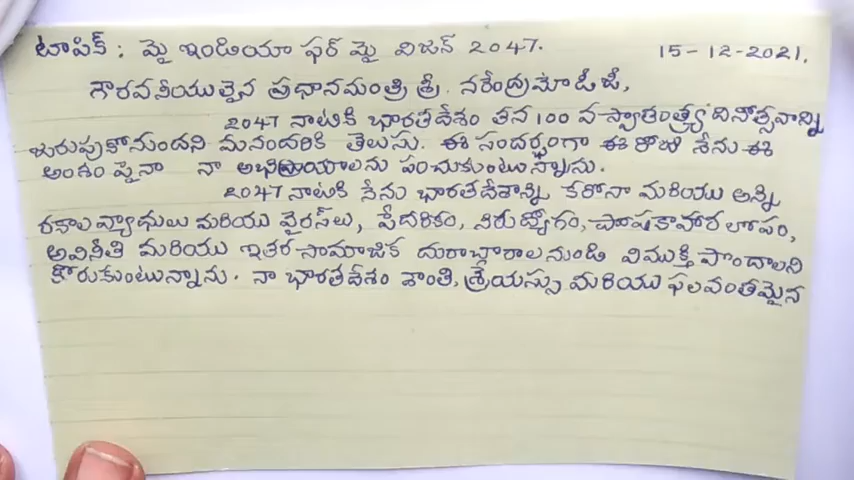 టాపిక్ : మై ఇండియా ఫర్ మై విజన్ 2047. 15-12-2021.
గౌరవనీయులైన ప్రధానమంత్రి శ్రీ. నరేంద్రమోడీజీ,
2047 నాటికి భారతదేశం తన 100 వ స్వాతంత్ర్య దినోత్సవాన్ని
జరుపుకోనుందని మనందరికి తెలుసు. ఈ సందర్భంగా ఈ రోజు నేను ఈ
అంశం పైనా నా అభిప్రాయాలను పంచుకుంటున్నాను.
2047 నాటికి నేను భారతదేశాన్ని కరోనా మరియు అన్ని
రకాల వ్యాధులు మరియు వైరస్‌లు, పేదరికం, నిరుద్యోగం, పోషకాహార లోపం,
అవినీతి మరియు ఇతర సామాజిక దురాచారాల నుండి విముక్తి పొందాలని
కోరుకుంటున్నాను. నా భారతదేశం శాంతి, శ్రేయస్సు మరియు ఫలవంతమైన